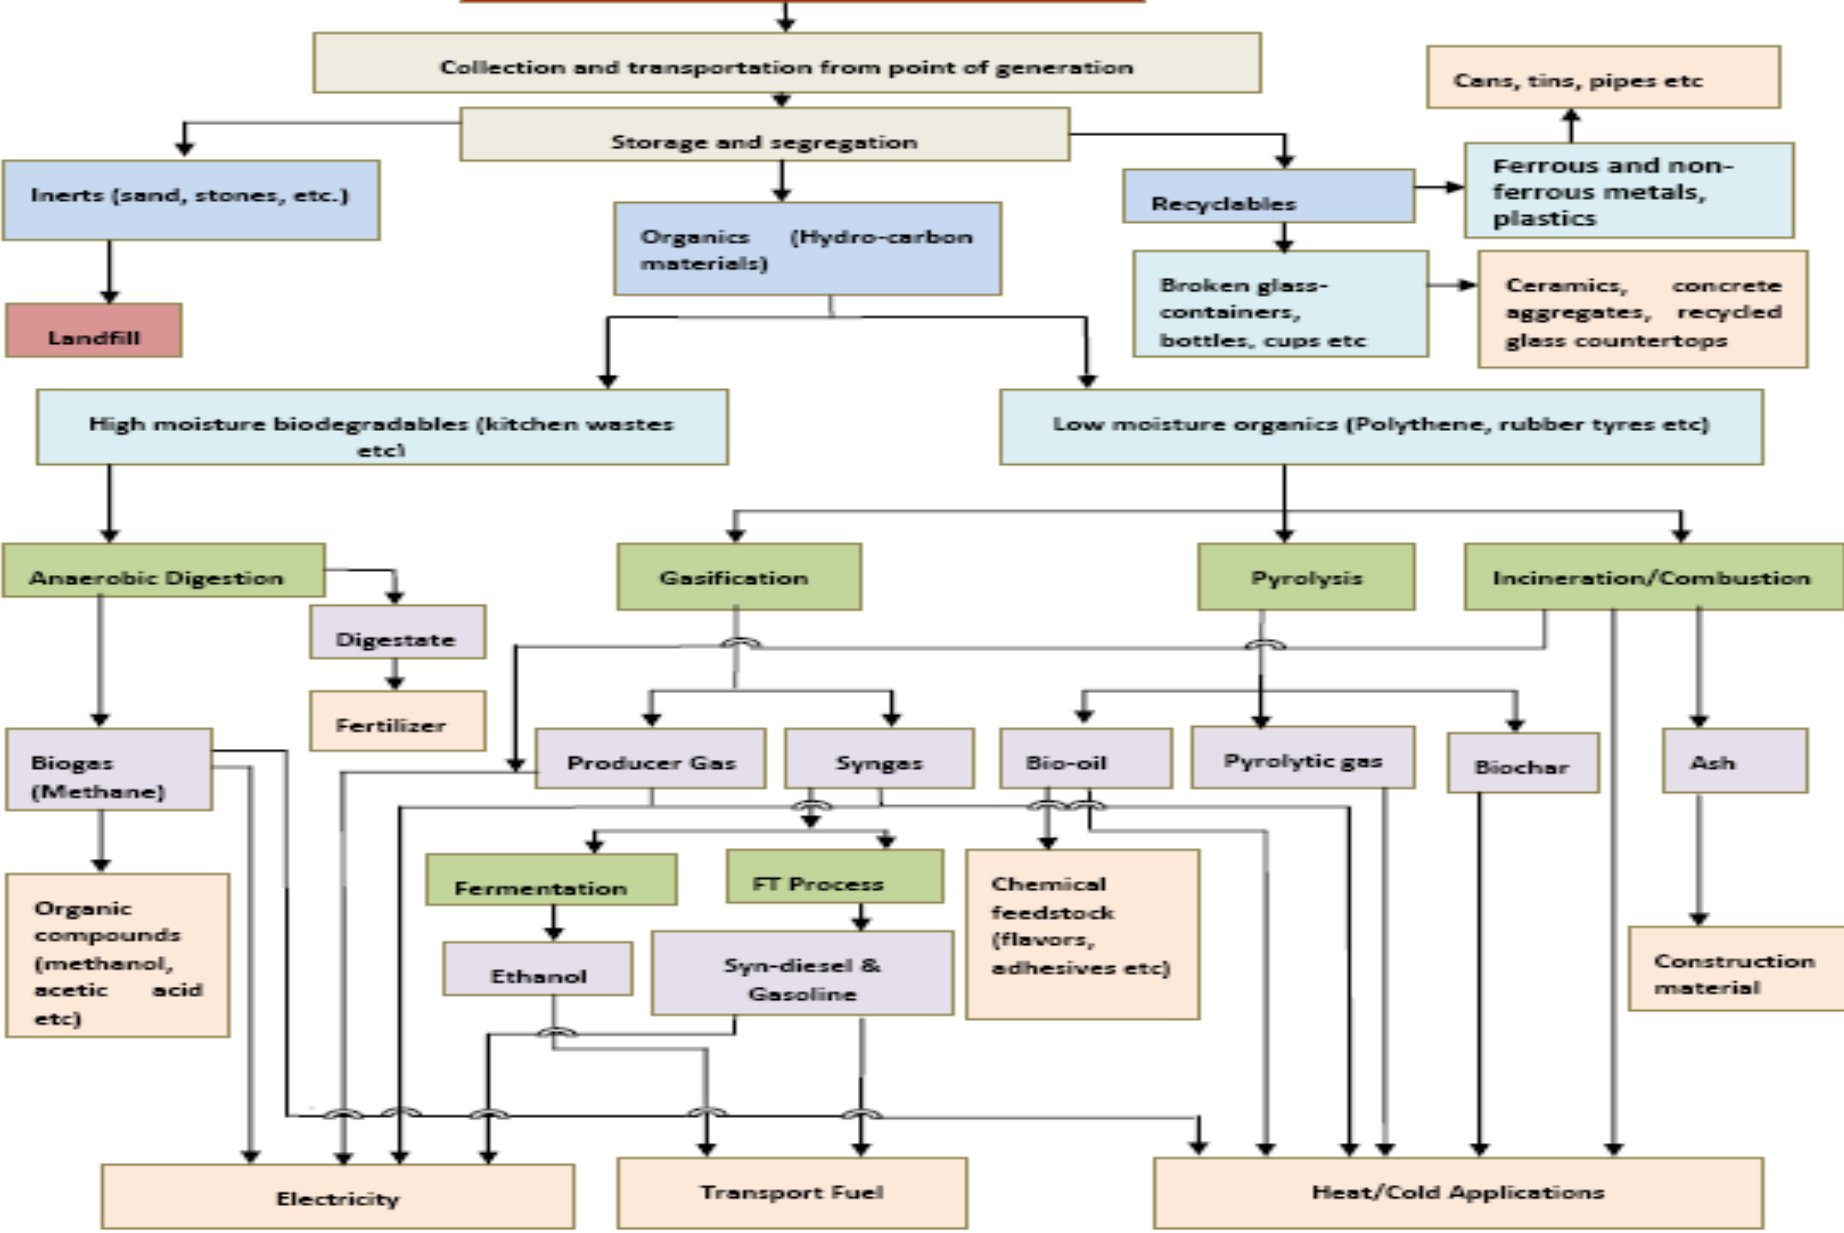 Collection and transportation from point of generation
Cans, tins, pipes etc
Storage and segregation
Inerts (sand, stones, etc.)
Organics (Hydro-carbon
materials)
Recyclables
Ferrous and non-
ferrous metals,
plastics
Landfill
Broken glass-
containers,
bottles, cups etc
Ceramics, concrete
aggregates, recycled
glass countertops
High moisture biodegradables (kitchen wastes
etc)
Low moisture organics (Polythene, rubber tyres etc)
Anaerobic Digestion
Gasification
Pyrolysis
Incineration/Combustion
Digestate
Fertilizer
Biogas
(Methane)
Producer Gas
Syngas
Bio-oil
Pyrolytic gas
Biochar
Ash
Organic
compounds
(methanol,
acetic acid
etc)
Fermentation
FT Process
Chemical
feedstock
(flavors,
adhesives etc)
Ethanol
Syn-diesel &
Gasoline
Construction
material
Electricity
Transport Fuel
Heat/Cold Applications